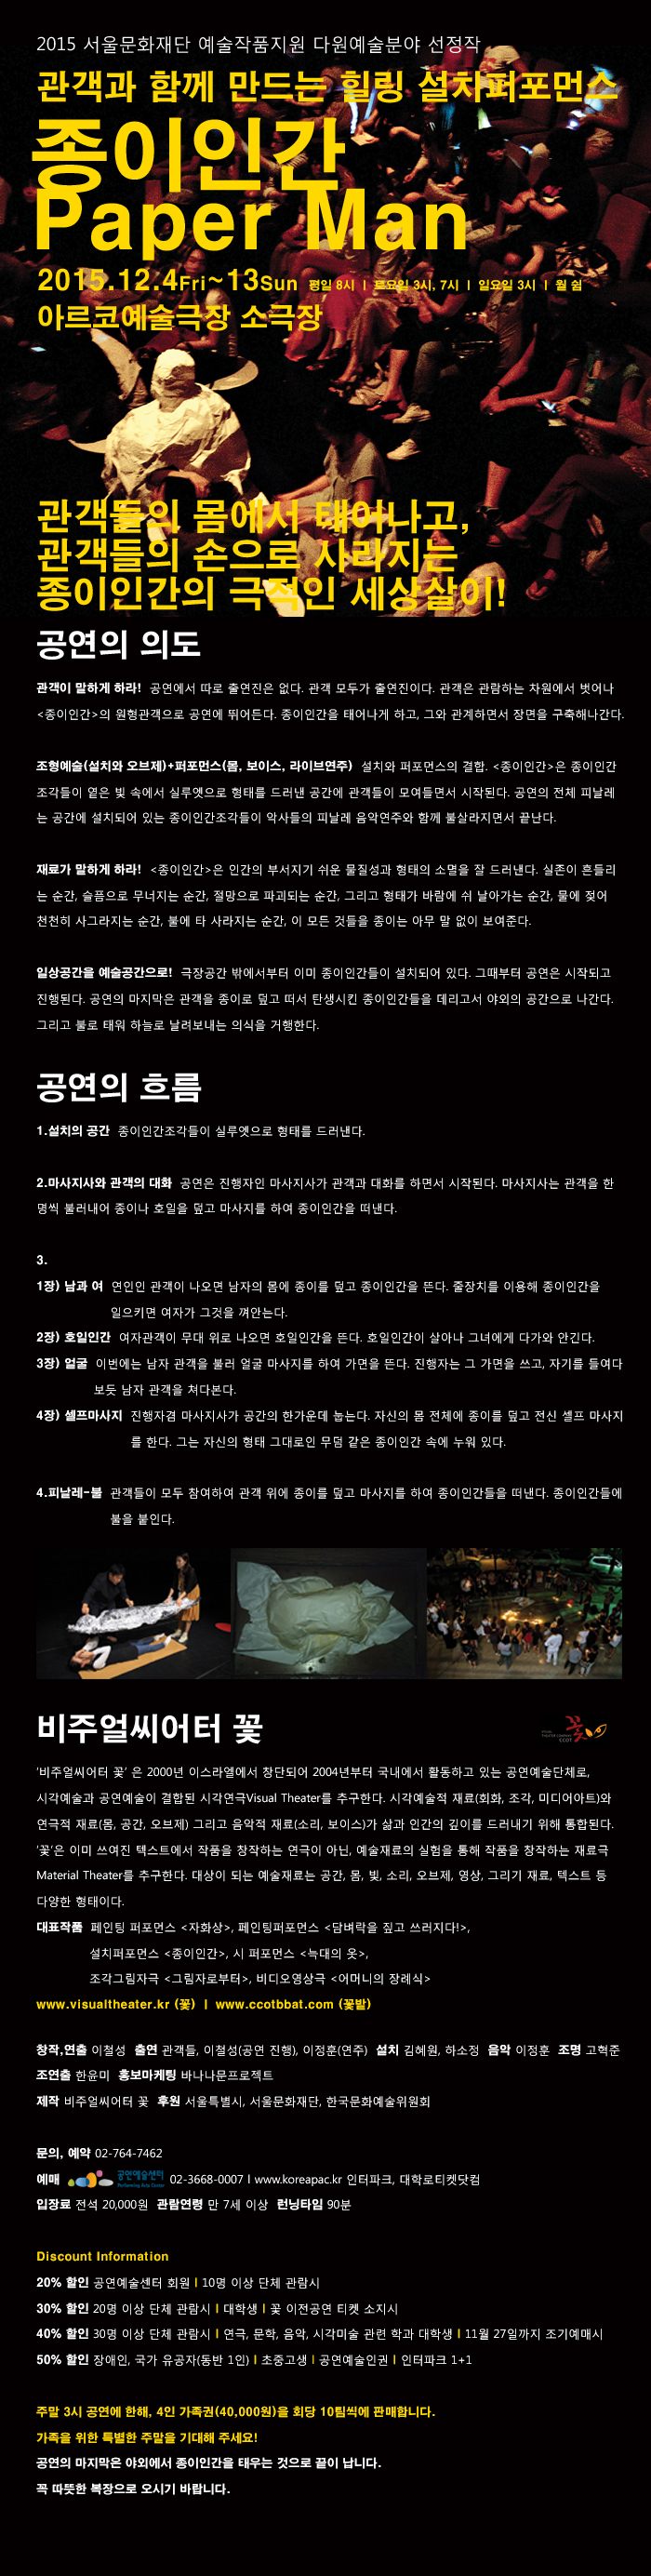 2015 서울문화재단 예술작품지원 다원예술분야 선정작
관객과 함께 만드는 힐링 설치퍼포먼스
종이인간
Paper Man
2015.12.4Fri~13Sun 평일 8시 | 토요일 3시, 7시 | 일요일 3시 | 월 쉼
아르코예술극장 소극장
관객들의 몸에서 태어나고,
관객들의 손으로 사라지는
종이인간의 극적인 세상살이!
공연의 의도
관객이 말하게 하라! 공연에서 따로 출연진은 없다. 관객 모두가 출연진이다. 관객은 관람하는 차원에서 벗어나
<종이인간>의 원형관객으로 공연에 뛰어든다. 종이인간을 태어나게 하고, 그와 관계하면서 장면을 구축해나간다.
조형예술(설치와 오브제)+퍼포먼스(몸, 보이스, 라이브연주) 설치와 퍼포먼스의 결합. <종이인간>은 종이인간
조각들이 옅은 빛 속에서 실루엣으로 형태를 드러낸 공간에 관객들이 모여들면서 시작된다. 공연의 전체 피날레
는 공간에 설치되어 있는 종이인간조각들이 악사들의 피날레 음악연주와 함께 불살라지면서 끝난다.
재료가 말하게 하라! <종이인간>은 인간의 부서지기 쉬운 물질성과 형태의 소멸을 잘 드러낸다. 실존이 흔들리
는 순간, 슬픔으로 무너지는 순간, 절망으로 파괴되는 순간, 그리고 형태가 바람에 쉬 날아가는 순간, 물에 젖어
천천히 사그라지는 순간, 불에 타 사라지는 순간, 이 모든 것들을 종이는 아무 말 없이 보여준다.
일상공간을 예술공간으로! 극장공간 밖에서부터 이미 종이인간들이 설치되어 있다. 그때부터 공연은 시작되고
진행된다. 공연의 마지막은 관객을 종이로 덮고 떠서 탄생시킨 종이인간들을 데리고서 야외의 공간으로 나간다.
그리고 불로 태워 하늘로 날려보내는 의식을 거행한다.
공연의 흐름
1.설치의 공간 종이인간조각들이 실루엣으로 형태를 드러낸다.
2.마사지사와 관객의 대화 공연은 진행자인 마사지사가 관객과 대화를 하면서 시작된다. 마사지사는 관객을 한
명씩 불러내어 종이나 호일을 덮고 마사지를 하여 종이인간을 떠낸다.
3.
1장) 남과 여 연인인 관객이 나오면 남자의 몸에 종이를 덮고 종이인간을 뜬다. 줄장치를 이용해 종이인간을
일으키면 여자가 그것을 껴안는다.
2장) 호일인간 여자관객이 무대 위로 나오면 호일인간을 뜬다. 호일인간이 살아나 그녀에게 다가와 안긴다.
3장) 얼굴 이번에는 남자 관객을 불러 얼굴 마사지를 하여 가면을 뜬다. 진행자는 그 가면을 쓰고, 자기를 들여다
보듯 남자 관객을 쳐다본다.
4장) 셀프마사지 진행자겸 마사지사가 공간의 한가운데 눕는다. 자신의 몸 전체에 종이를 덮고 전신 셀프 마사지
를 한다. 그는 자신의 형태 그대로인 무덤 같은 종이인간 속에 누워 있다.
4.피날레-불 관객들이 모두 참여하여 관객 위에 종이를 덮고 마사지를 하여 종이인간들을 떠낸다. 종이인간들에
불을 붙인다.
비주얼씨어터 꽃
'비주얼씨어터 꽃' 은 2000년 이스라엘에서 창단되어 2004년부터 국내에서 활동하고 있는 공연예술단체로,
시각예술과 공연예술이 결합된 시각연극Visual Theater를 추구한다. 시각예술적 재료(회화, 조각, 미디어아트)와
연극적 재료(몸, 공간, 오브제) 그리고 음악적 재료(소리, 보이스)가 삶과 인간의 깊이를 드러내기 위해 통합된다.
'꽃'은 이미 쓰여진 텍스트에서 작품을 창작하는 연극이 아닌, 예술재료의 실험을 통해 작품을 창작하는 재료극
Material Theater를 추구한다. 대상이 되는 예술재료는 공간, 몸, 빛, 소리, 오브제, 영상, 그리기 재료, 텍스트 등
다양한 형태이다.
대표작품 페인팅 퍼포먼스 <자화상>, 페인팅퍼포먼스 <담벼락을 짚고 쓰러지다!>,
설치퍼포먼스 <종이인간>, 시 퍼포먼스 <늑대의 옷>,
조각그림자극 <그림자로부터>, 비디오영상극 <어머니의 장례식>
www.visualtheater.kr (꽃) | www.ccotbbat.com (꽃밭)
창작,연출 이철성 출연 관객들, 이철성(공연 진행), 이정훈(연주) 설치 김혜원, 하소정 음악 이정훈 조명 고혁준
조연출 한윤미 홍보마케팅 바나나문프로젝트
제작 비주얼씨어터 꽃 후원 서울특별시, 서울문화재단, 한국문화예술위원회
문의, 예약 02-764-7462
예매 공연예술센터 Performing Arts Center 02-3668-0007 l www.koreapac.kr 인터파크, 대학로티켓닷컴
입장료 전석 20,000원 관람연령 만 7세 이상 런닝타임 90분
Discount Information
20% 할인 공연예술센터 회원 l 10명 이상 단체 관람시
30% 할인 20명 이상 단체 관람시 l 대학생 l 꽃 이전공연 티켓 소지시
40% 할인 30명 이상 단체 관람시 l 연극, 문학, 음악, 시각미술 관련 학과 대학생 l 11월 27일까지 조기예매시
50% 할인 장애인, 국가 유공자(동반 1인) l 초중고생 l 공연예술인권 l 인터파크 1+1
주말 3시 공연에 한해, 4인 가족권(40,000원)을 회당 10팀씩에 판매합니다.
가족을 위한 특별한 주말을 기대해 주세요!
공연의 마지막은 야외에서 종이인간을 태우는 것으로 끝이 납니다.
꼭 따뜻한 복장으로 오시기 바랍니다.